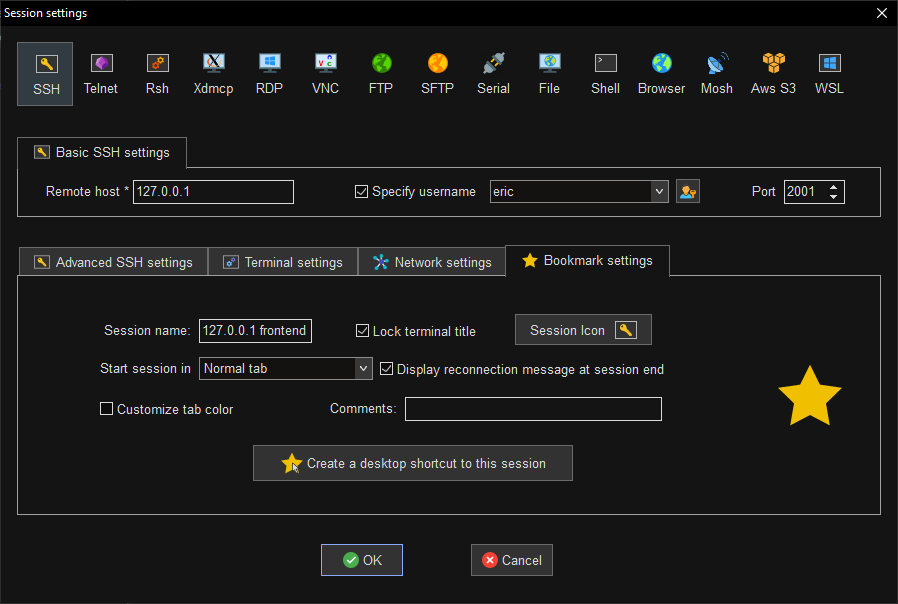 Session settings
SSH Telnet Rsh Xdmcp RDP VNC FTP SFTP Serial File Shell Browser Mosh Aws S3 WSL
Basic SSH settings
Remote host * 127.0.0.1 Specify username eric Port 2001
Advanced SSH settings Terminal settings Network settings Bookmark settings
Session name: 127.0.0.1 frontend Lock terminal title Session Icon
Start session in Normal tab Display reconnection message at session end
Customize tab color Comments:
Create a desktop shortcut to this session
OK Cancel